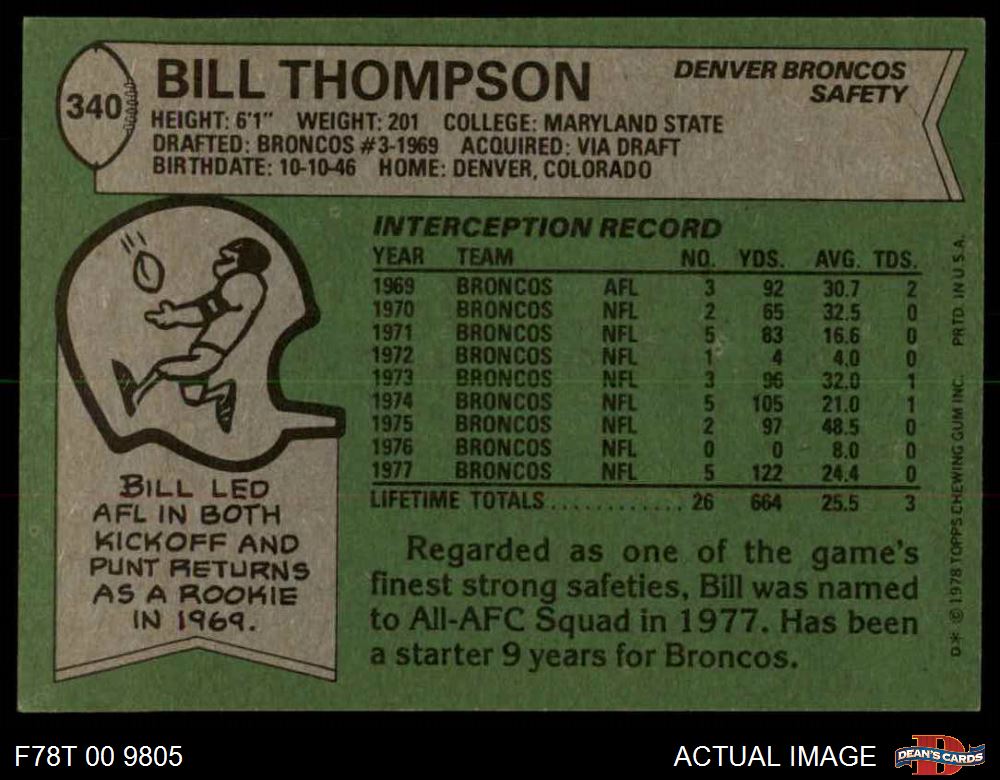 340
BILL THOMPSON
DENVER BRONCOS
SAFETY
HEIGHT: 6'1" WEIGHT: 201 COLLEGE: MARYLAND STATE
DRAFTED: BRONCOS #3-1969 ACQUIRED: VIA DRAFT
BIRTHDATE: 10-10-46 HOME: DENVER, COLORADO
INTERCEPTION RECORD
YEAR TEAM NO. YDS. AVG. TDS.
1969 BRONCOS AFL 3 92 30.7 2
1970 BRONCOS NFL 2 65 32.5 0
1971 BRONCOS NFL 5 83 16.6 0
1972 BRONCOS NFL 1 4 4.0 0
1973 BRONCOS NFL 3 96 32.0 1
1974 BRONCOS NFL 5 105 21.0 1
1975 BRONCOS NFL 2 97 48.5 0
1976 BRONCOS NFL 0 0 8.0 0
1977 BRONCOS NFL 5 122 24.4 0
LIFETIME TOTALS............ 26 664 25.5 3
BILL LED
AFL IN BOTH
KICKOFF AND
PUNT RETURNS
AS A ROOKIE
IN 1969.
Regarded as one of the game's
finest strong safeties, Bill was named
to All-AFC Squad in 1977. Has been
a starter 9 years for Broncos.
D* © 1978 TOPPS CHEWING GUM INC. PRTD. IN U.S.A.
F78T 00 9805
ACTUAL IMAGE
D
DEAN'S CARDS